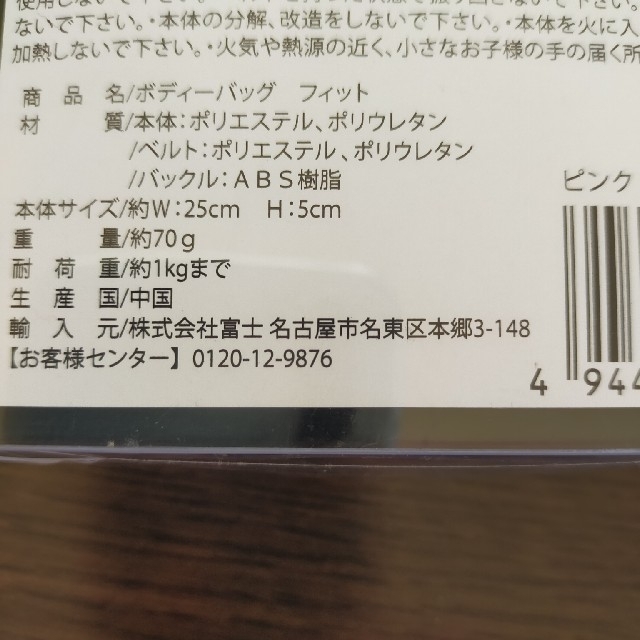 ないで下さい。・本体の分解、改造をしないで下さい。・本体を火に入
加熱しないで下さい。・火気や熱源の近く、小さなお子様の手の届く所
商品名/ボディーバッグ フィット
材質/本体：ポリエステル、ポリウレタン
/ベルト：ポリエステル、ポリウレタン
/バックル：ＡＢＳ樹脂
ピンク
本体サイズ/約W：25cm H：5cm
重量/約70g
耐荷重/約1kgまで
生産国/中国
輸入元/株式会社富士 名古屋市名東区本郷3-148
【お客様センター】0120-12-9876
4 944